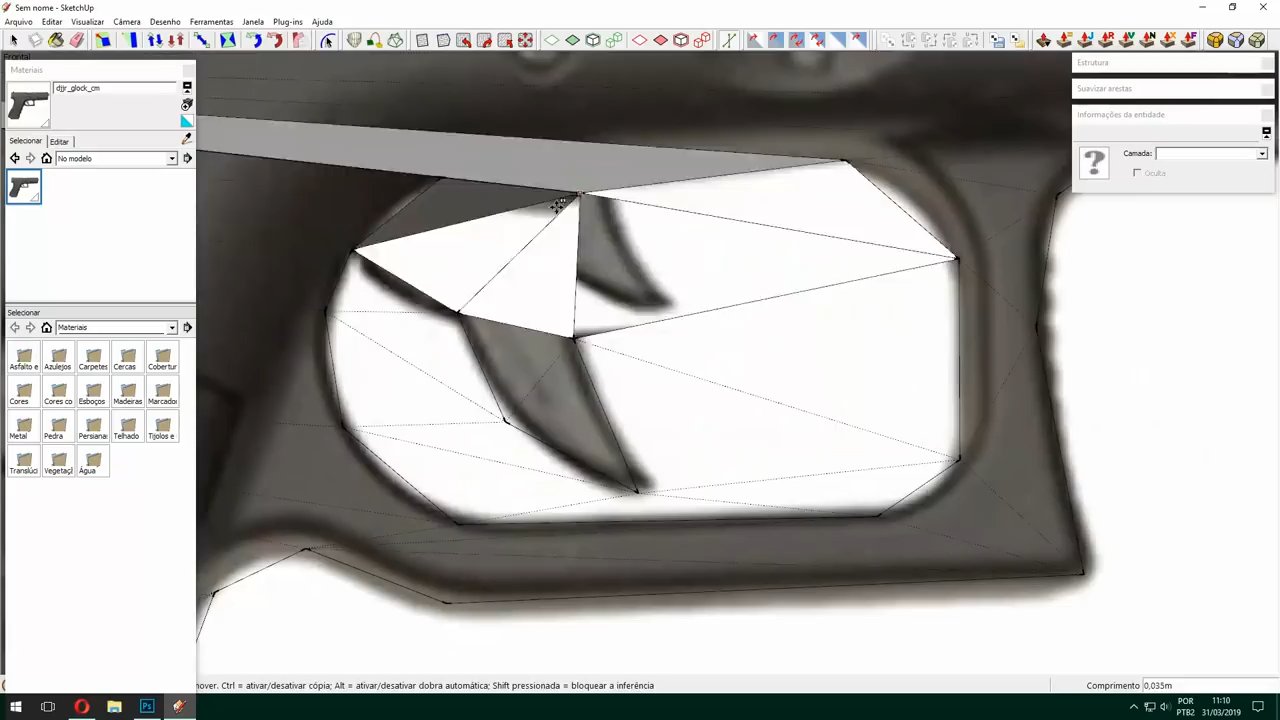 Sem nome - SketchUp
Arquivo Editar Visualizar Câmera Desenho Ferramentas Janela Plug-ins Ajuda
Frontal
Materiais
Estrutura
djjr_glock_cm
Suavizar arestas
Informações da entidade
Selecionar Editar
Camada:
No modelo
Oculta
Selecionar
Materiais
Asfalto e Azulejos Carpetes Cercas Cobertur
Cores Cores co Esboços Madeiras Marcador
Metal Pedra Persiana: Telhado Tijolos e
Translúci Vegetaçã Água
nover. Ctrl = ativar/desativar cópia; Alt = ativar/desativar dobra automática; Shift pressionada = bloquear a inferência
Comprimento 0,035m
Ps
POR
PTB2
11:10
31/03/2019